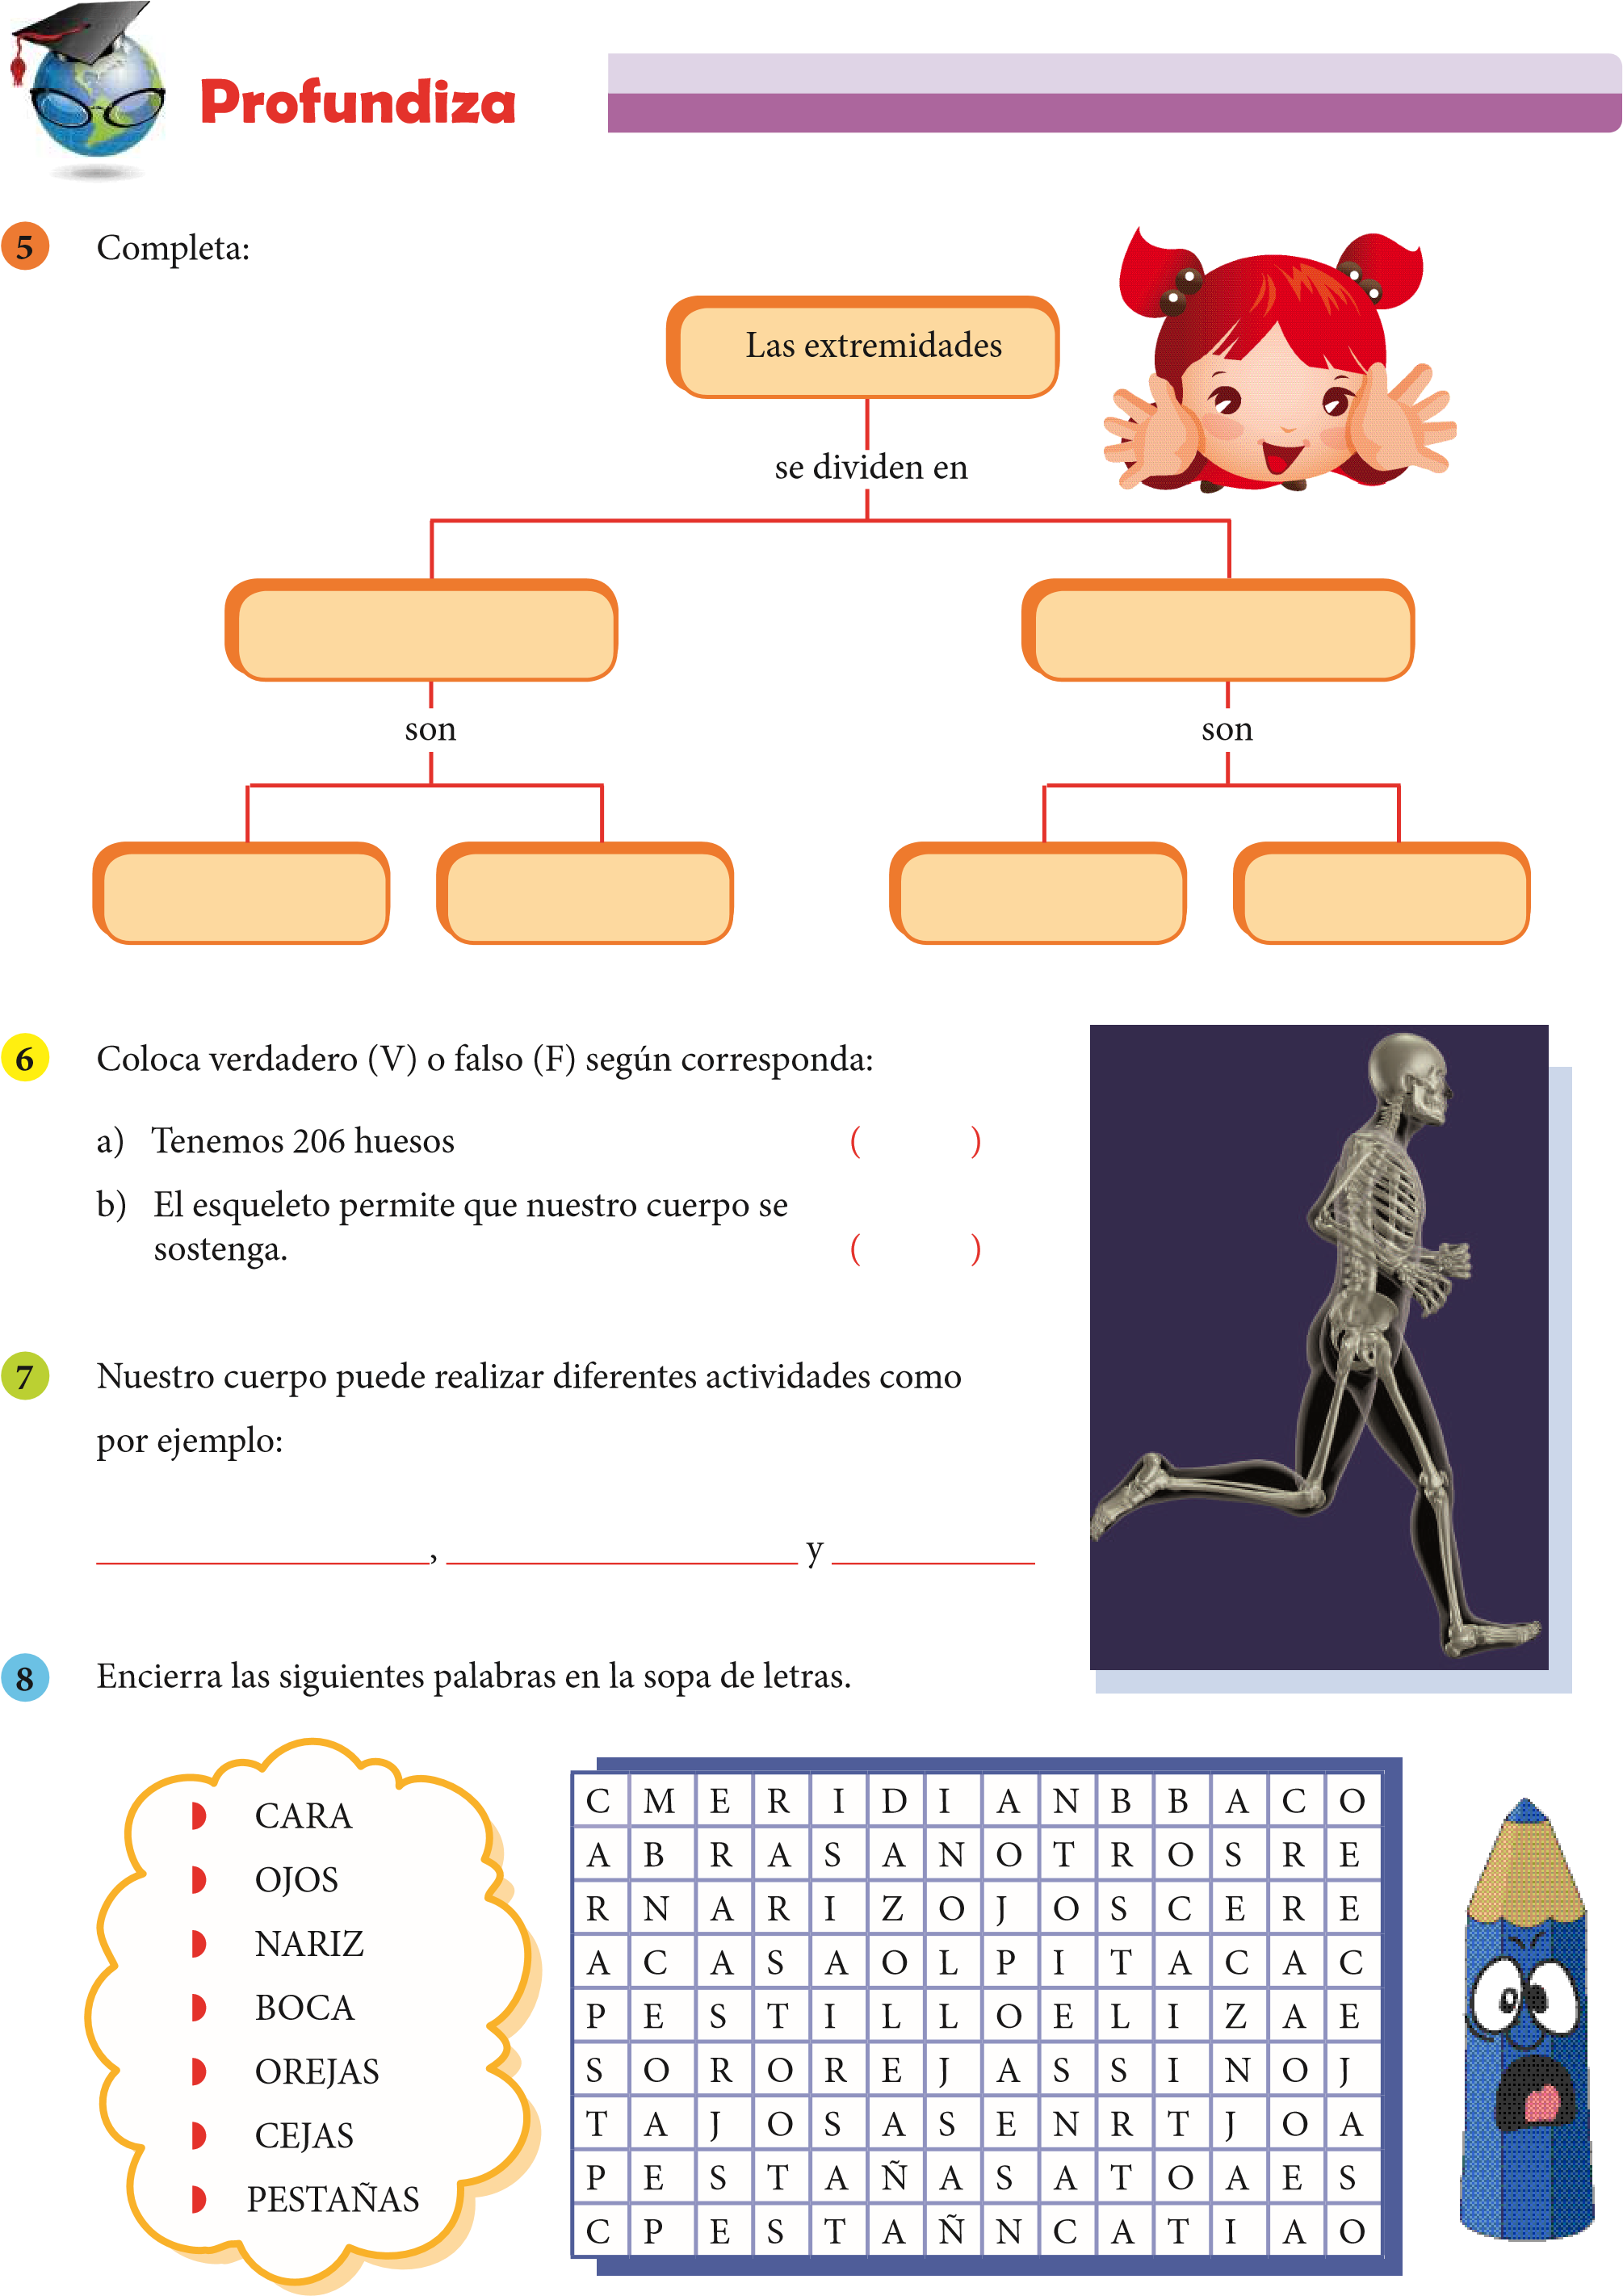 Profundiza
5 Completa:
Las extremidades
se dividen en
son son
6 Coloca verdadero (V) o falso (F) según corresponda:
a) Tenemos 206 huesos ( )
b) El esqueleto permite que nuestro cuerpo se
sostenga. ( )
7 Nuestro cuerpo puede realizar diferentes actividades como
por ejemplo:
, y
8 Encierra las siguientes palabras en la sopa de letras.
CARA
OJOS
NARIZ
BOCA
OREJAS
CEJAS
PESTAÑAS
C M E R I D I A N B B A C O
A B R A S A N O T R O S R E
R N A R I Z O J O S C E R E
A C A S A O L P I T A C A C
P E S T I L L O E L I Z A E
S O R O R E J A S S I N O J
T A J O S A S E N R T J O A
P E S T A Ñ A S A T O A E S
C P E S T A Ñ N C A T I A O